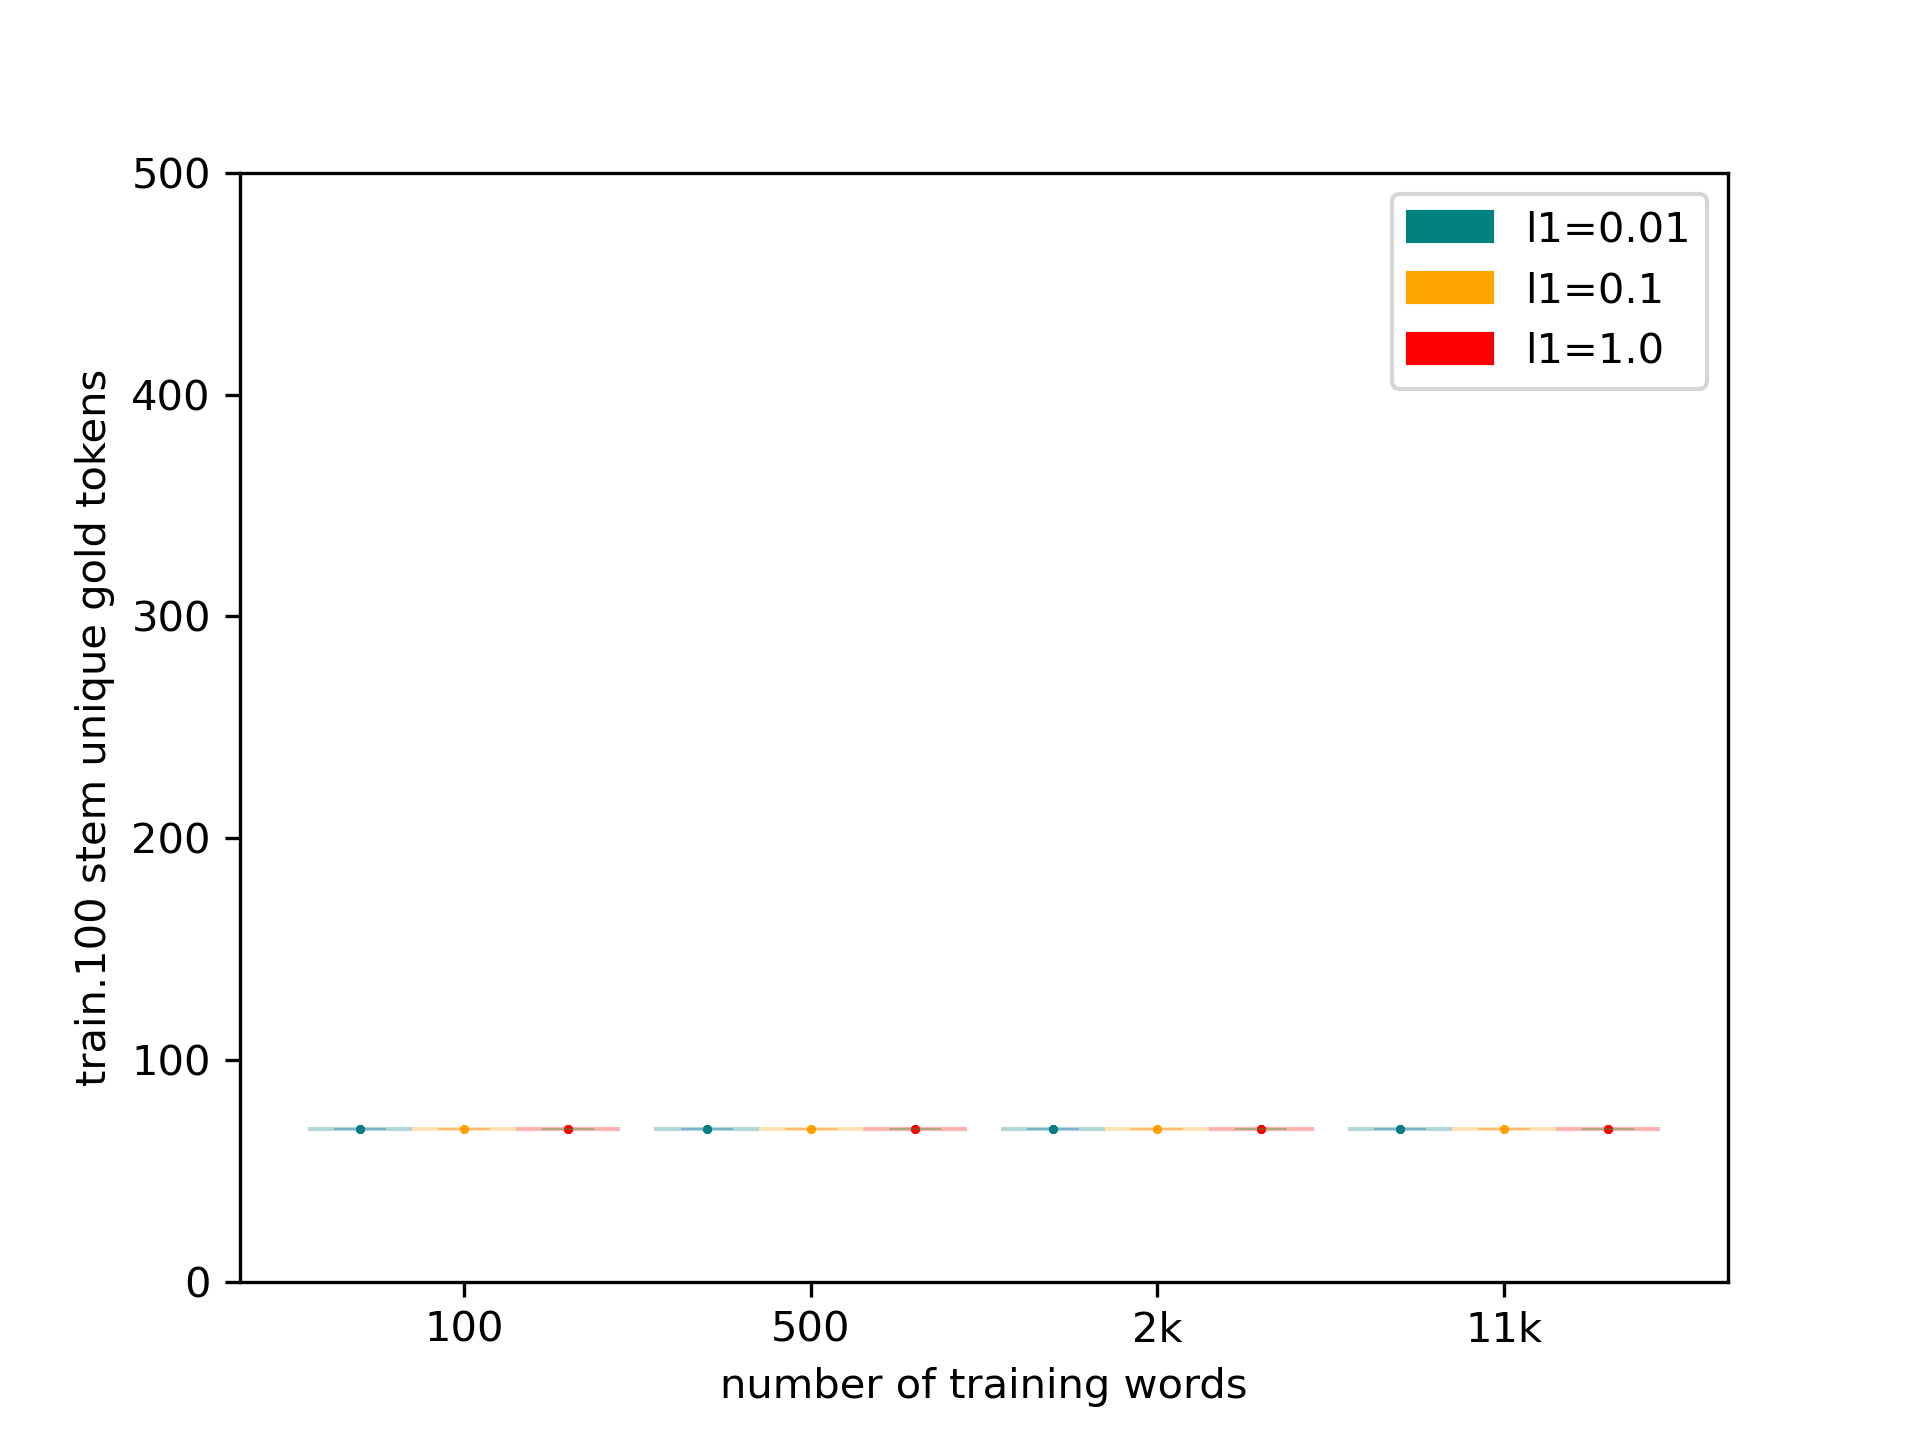 500
400
300
200
100
0
train.100 stem unique gold tokens
l1=0.01
l1=0.1
l1=1.0
100 500 2k 11k
number of training words